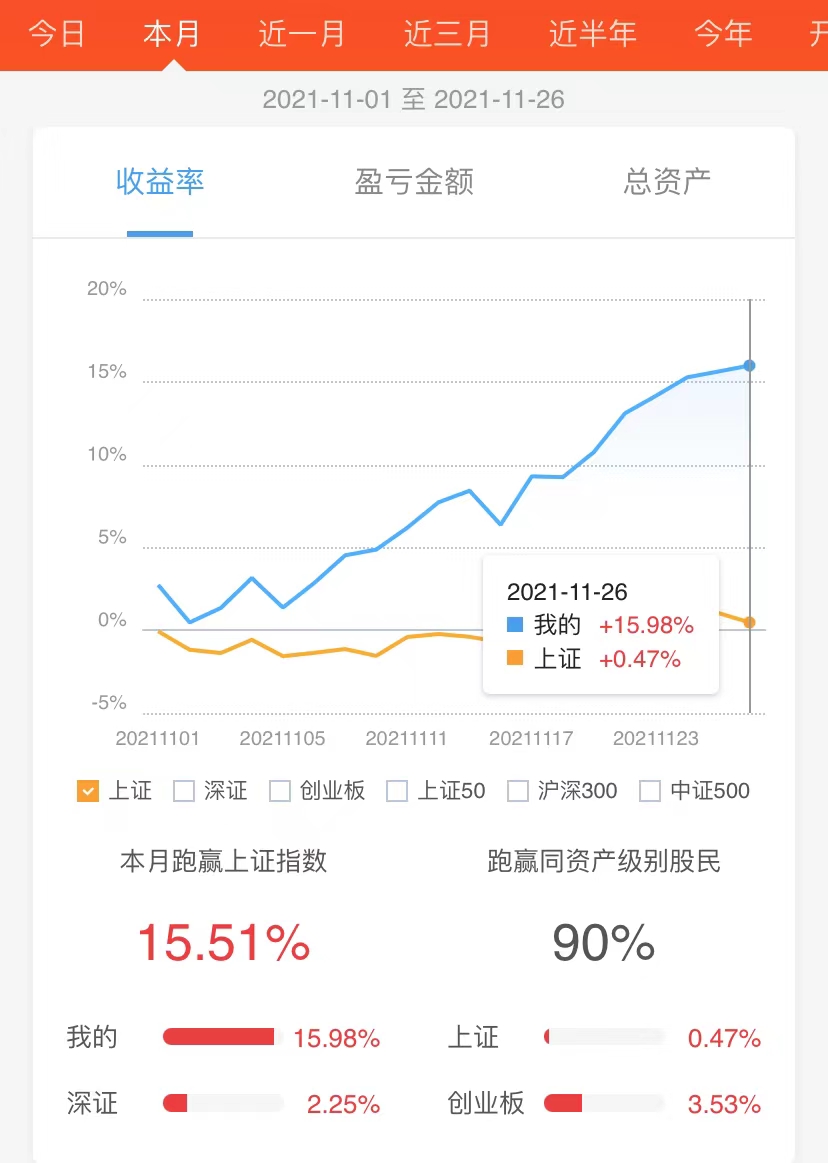 今日 本月 近一月 近三月 近半年 今年
2021-11-01 至 2021-11-26
收益率 盈亏金额 总资产
20%
15%
10%
5%
0%
-5%
2021-11-26
我的 +15.98%
上证 +0.47%
20211101 20211105 20211111 20211117 20211123
上证 深证 创业板 上证50 沪深300 中证500
本月跑赢上证指数 跑赢同资产级别股民
15.51% 90%
我的 15.98% 上证 0.47%
深证 2.25% 创业板 3.53%